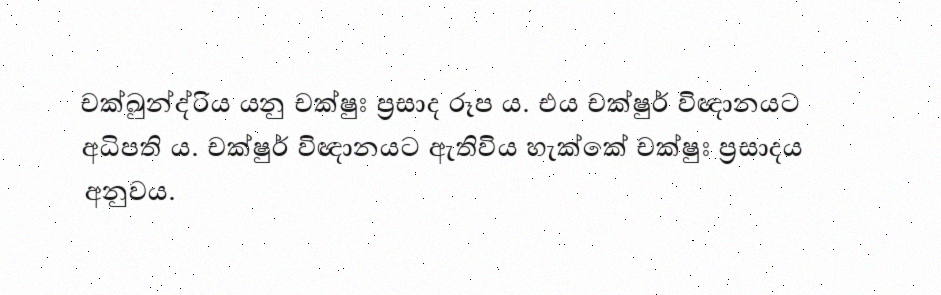 චක්ඛුන්ද්රිය යනු චක්ෂුඃ ප්‍රසාද රූප ය. එය චක්ෂුර් විඥානයට
අධිපති ය. චක්ෂුර් විඥානයට ඇතිවිය හැක්කේ චක්ෂුඃ ප්‍රසාදය
අනුවය.